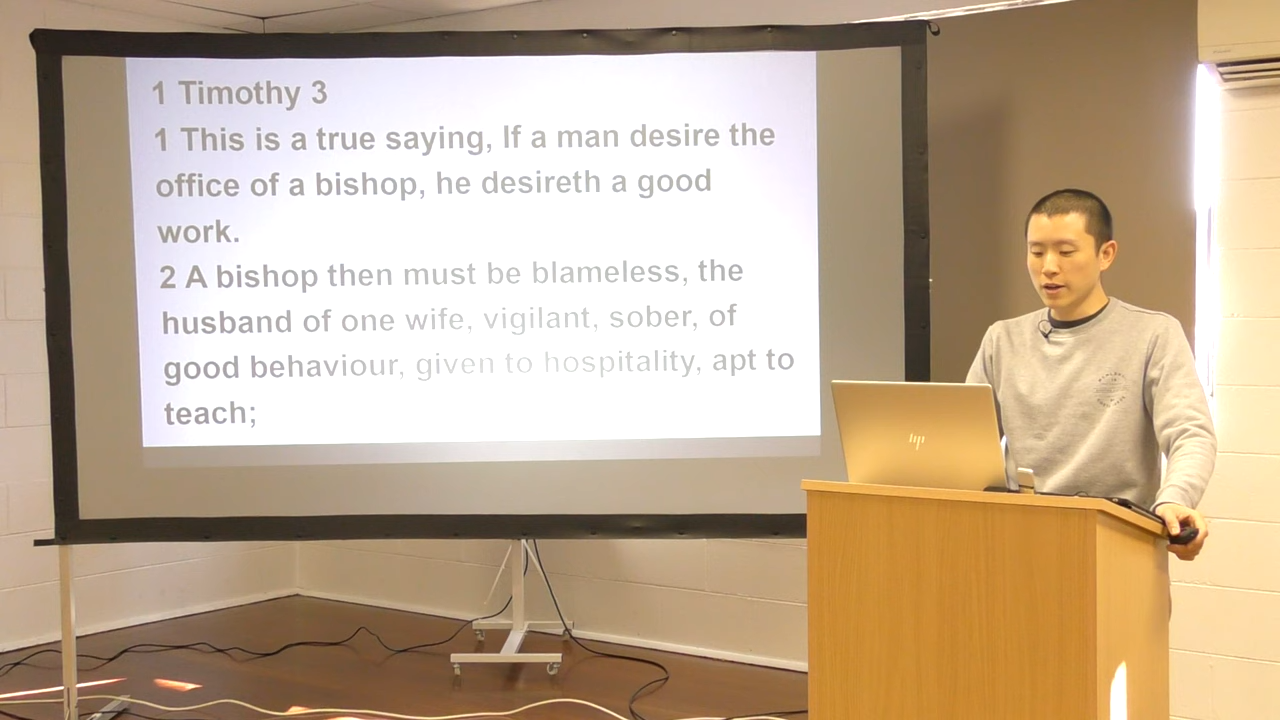 1 Timothy 3
1 This is a true saying, If a man desire the
office of a bishop, he desireth a good
work.
2 A bishop then must be blameless, the
husband of one wife, vigilant, sober, of
good behaviour, given to hospitality, apt to
teach;
hp